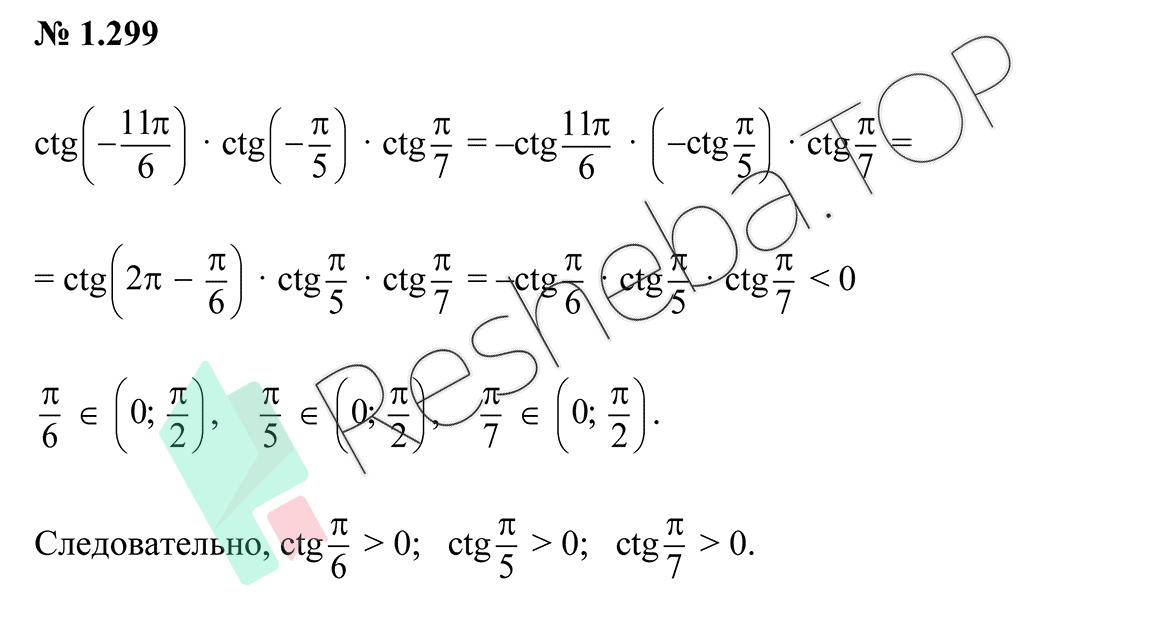 № 1.299
ctg(−11π/6) · ctg(−π/5) · ctg π/7 = −ctg 11π/6 · (−ctg π/5) · ctg π/7 =
= ctg(2π − π/6) · ctg π/5 · ctg π/7 = −ctg π/6 · ctg π/5 · ctg π/7 < 0
π/6 ∈ (0; π/2), π/5 ∈ (0; π/2), π/7 ∈ (0; π/2).
Следовательно, ctg π/6 > 0; ctg π/5 > 0; ctg π/7 > 0.
Resheba.TOP